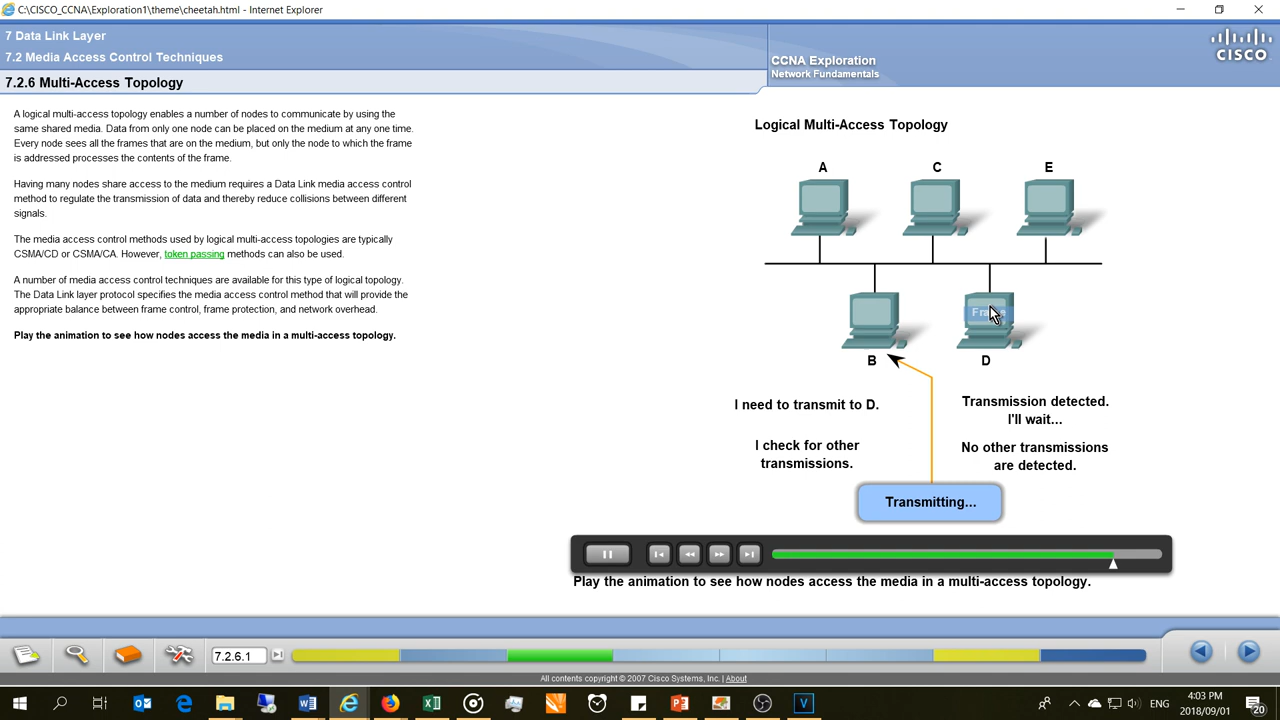 C:\CISCO_CCNA\Exploration1\theme\cheetah.html - Internet Explorer
7 Data Link Layer
7.2 Media Access Control Techniques
7.2.6 Multi-Access Topology
CCNA Exploration
Network Fundamentals
CISCO
A logical multi-access topology enables a number of nodes to communicate by using the
same shared media. Data from only one node can be placed on the medium at any one time.
Every node sees all the frames that are on the medium, but only the node to which the frame
is addressed processes the contents of the frame.
Having many nodes share access to the medium requires a Data Link media access control
method to regulate the transmission of data and thereby reduce collisions between different
signals.
The media access control methods used by logical multi-access topologies are typically
CSMA/CD or CSMA/CA. However, token passing methods can also be used.
A number of media access control techniques are available for this type of logical topology.
The Data Link layer protocol specifies the media access control method that will provide the
appropriate balance between frame control, frame protection, and network overhead.
Play the animation to see how nodes access the media in a multi-access topology.
Logical Multi-Access Topology
A
C
E
B
D
I need to transmit to D.
I check for other
transmissions.
Transmission detected.
I'll wait...
No other transmissions
are detected.
Transmitting...
Play the animation to see how nodes access the media in a multi-access topology.
7.2.6.1
All contents copyright © 2007 Cisco Systems, Inc. | About
4:03 PM
ENG
2018/09/01
20